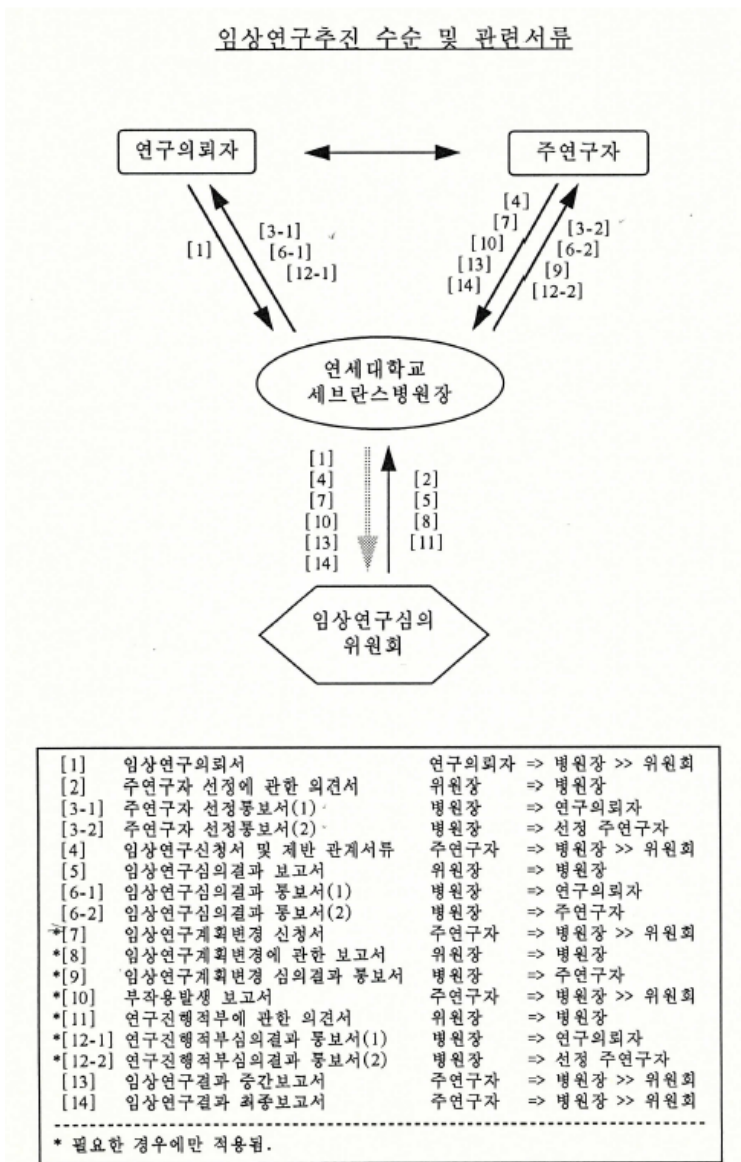 임상연구추진 수순 및 관련서류
연구의뢰자
주연구자
[1]
[3-1]
[6-1]
[12-1]
[4]
[7]
[10]
[13]
[14]
[3-2]
[6-2]
[9]
[12-2]
연세대학교
세브란스병원장
[1]
[4]
[7]
[10]
[13]
[14]
[2]
[5]
[8]
[11]
임상연구심의
위원회
[1] 임상연구의뢰서 연구의뢰자 => 병원장 >> 위원회
[2] 주연구자 선정에 관한 의견서 위원장 => 병원장
[3-1] 주연구자 선정통보서(1) 병원장 => 연구의뢰자
[3-2] 주연구자 선정통보서(2) 병원장 => 선정 주연구자
[4] 임상연구신청서 및 제반 관계서류 주연구자 => 병원장 >> 위원회
[5] 임상연구심의결과 보고서 위원장 => 병원장
[6-1] 임상연구심의결과 통보서(1) 병원장 => 연구의뢰자
[6-2] 임상연구심의결과 통보서(2) 병원장 => 주연구자
*[7] 임상연구계획변경 신청서 주연구자 => 병원장 >> 위원회
*[8] 임상연구계획변경에 관한 보고서 위원장 => 병원장
*[9] 임상연구계획변경 심의결과 통보서 병원장 => 주연구자
*[10] 부작용발생 보고서 주연구자 => 병원장 >> 위원회
*[11] 연구진행적부에 관한 의견서 위원장 => 병원장
*[12-1] 연구진행적부심의결과 통보서(1) 병원장 => 연구의뢰자
*[12-2] 연구진행적부심의결과 통보서(2) 병원장 => 선정 주연구자
[13] 임상연구결과 중간보고서 주연구자 => 병원장 >> 위원회
[14] 임상연구결과 최종보고서 주연구자 => 병원장 >> 위원회
* 필요한 경우에만 적용됨.